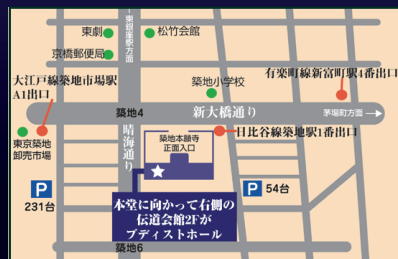 東銀座駅方面
東劇
松竹会館
京橋郵便局
大江戸線築地市場駅
A1出口
築地小学校
有楽町線新富町駅4番出口
築地4
新大橋通り
茅場町方面
晴海通り
築地本願寺
正面入口
日比谷線築地駅1番出口
東京築地
卸売市場
P
231台
P
54台
本堂に向かって右側の
伝道会館2Fが
ブディストホール
築地6